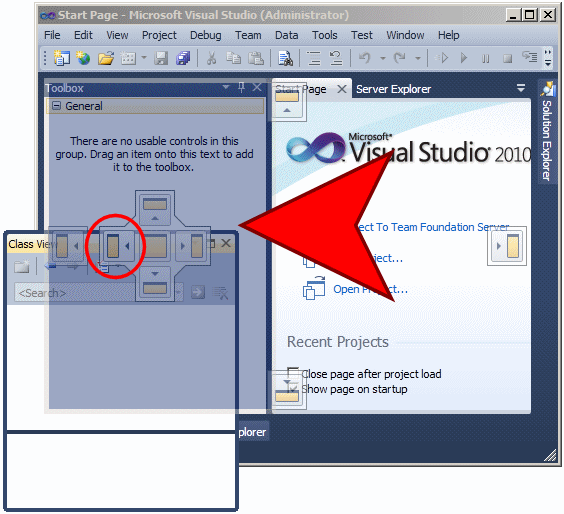 Start Page - Microsoft Visual Studio (Administrator)
File Edit View Project Debug Team Data Tools Test Window Help
Toolbox
General
There are no usable controls in this
group. Drag an item onto this text to add
it to the toolbox.
Start Page
Server Explorer
Solution Explorer
Microsoft®
Visual Studio® 2010
Connect To Team Foundation Server
Project...
Open Project...
Recent Projects
Close page after project load
Show page on startup
Class View
<Search>
plorer